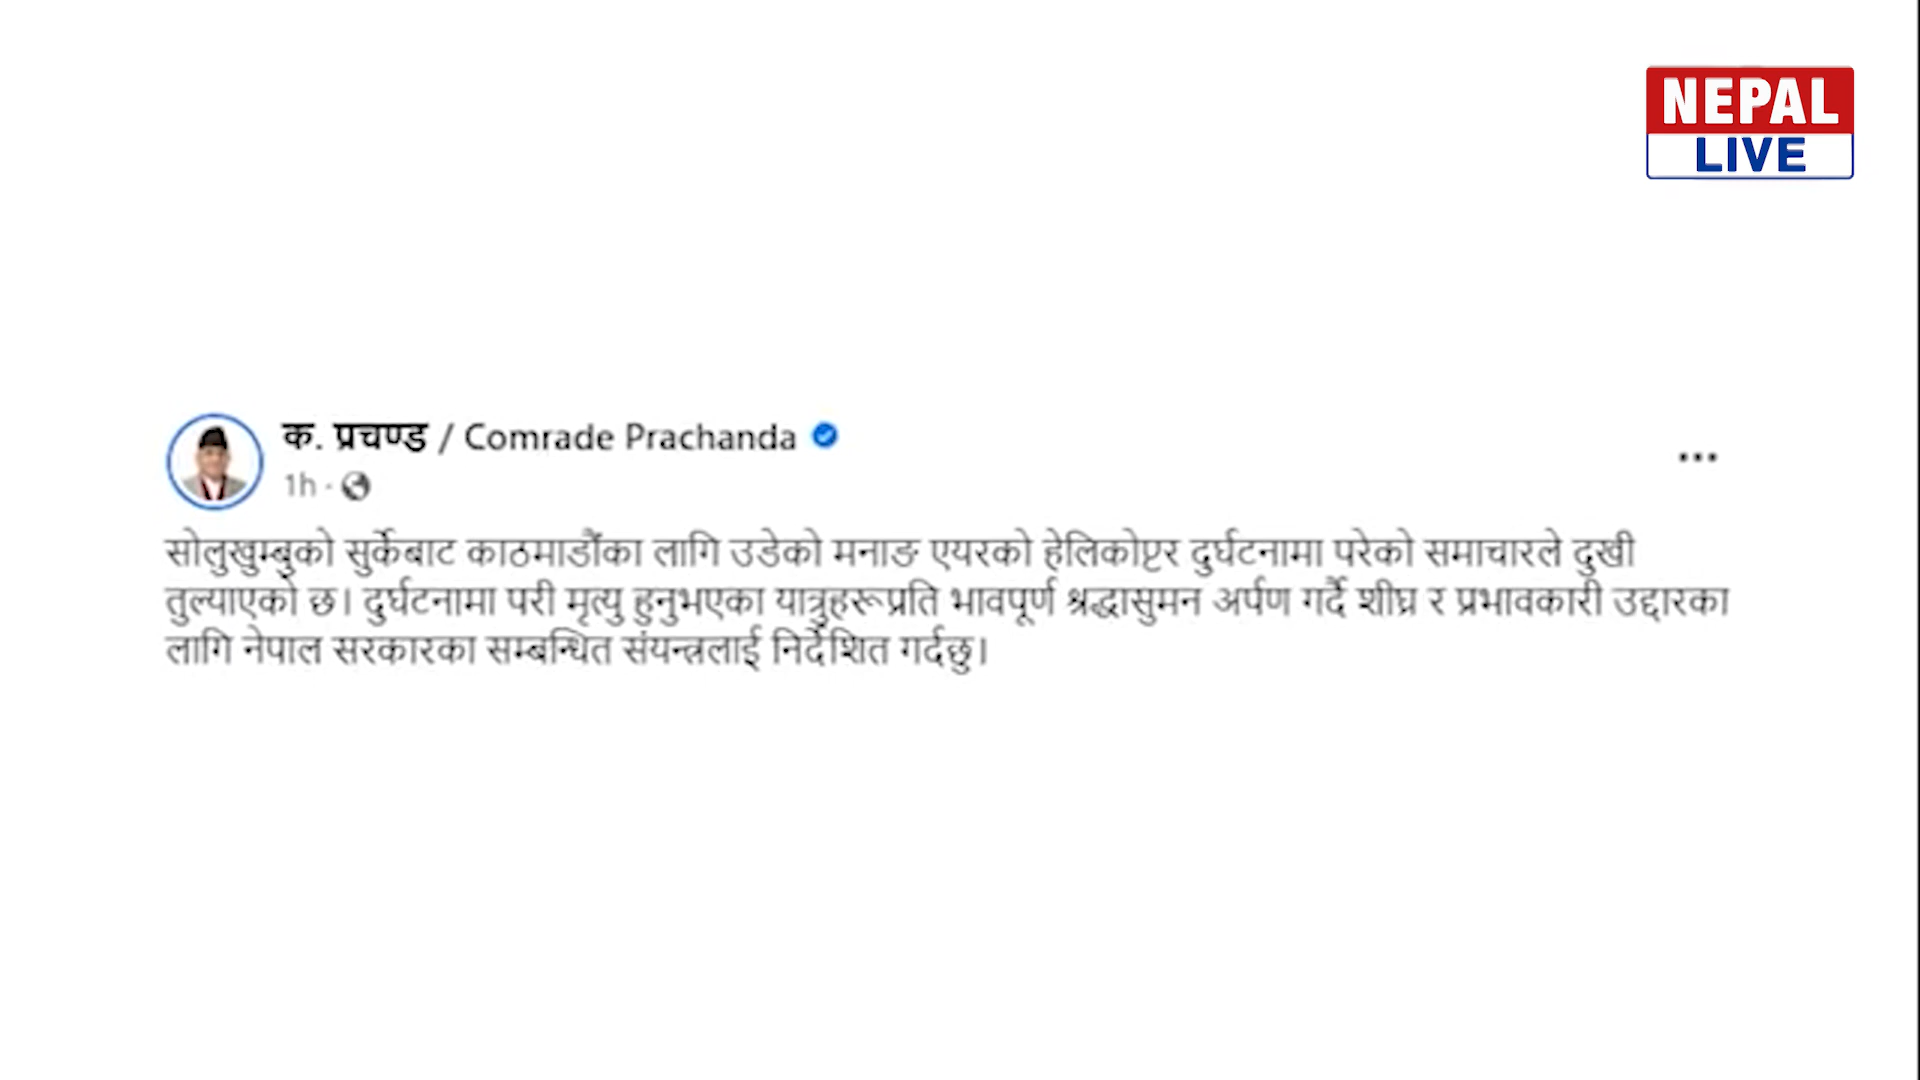 NEPAL
LIVE
क. प्रचण्ड / Comrade Prachanda
1h ·
सोलुखुम्बुको सुर्केबाट काठमाडौंका लागि उडेको मनाङ एयरको हेलिकोप्टर दुर्घटनामा परेको समाचारले दुखी
तुल्याएको छ। दुर्घटनामा परी मृत्यु हुनुभएका यात्रुहरूप्रति भावपूर्ण श्रद्धासुमन अर्पण गर्दै शीघ्र र प्रभावकारी उद्दारका
लागि नेपाल सरकारका सम्बन्धित संयन्त्रलाई निर्देशित गर्दछु।